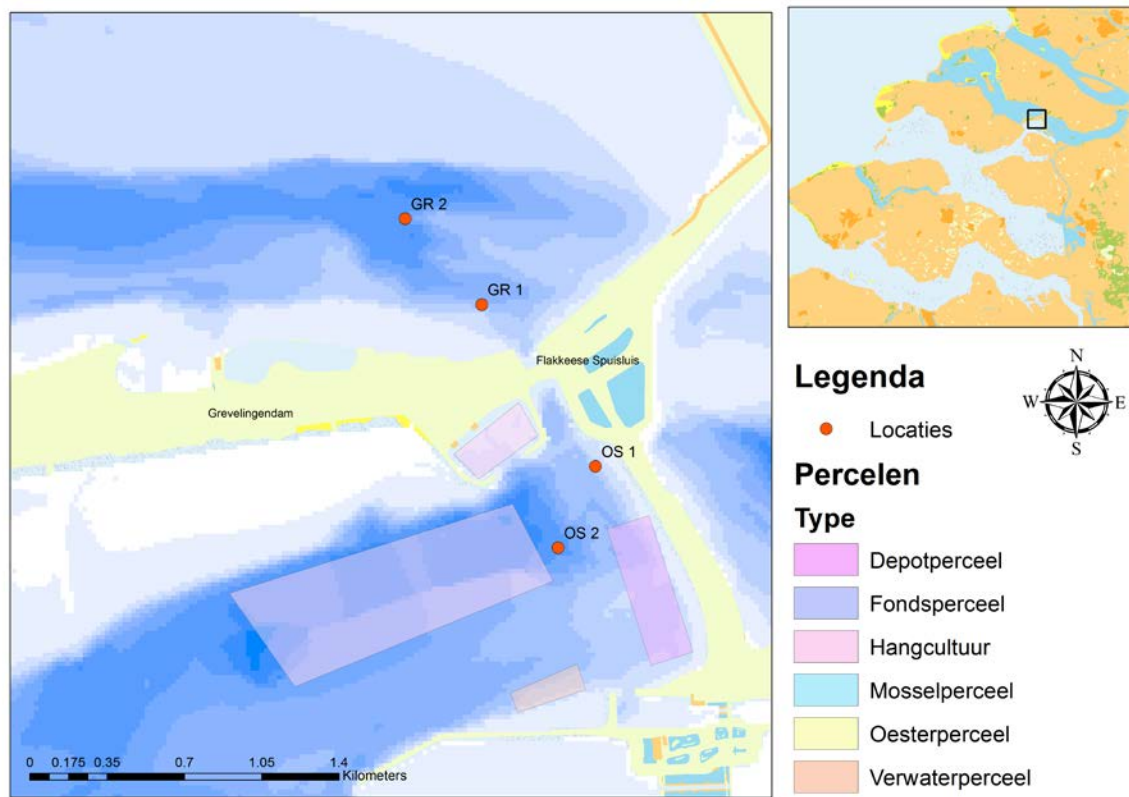 GR 2
GR 1
Flakkeese Spuisluis
Grevelingendam
OS 1
OS 2
0 0.175 0.35 0.7 1.05 1.4
Kilometers
Legenda
N
W E
S
Locaties
Percelen
Type
Depotperceel
Fondsperceel
Hangcultuur
Mosselperceel
Oesterperceel
Verwaterperceel